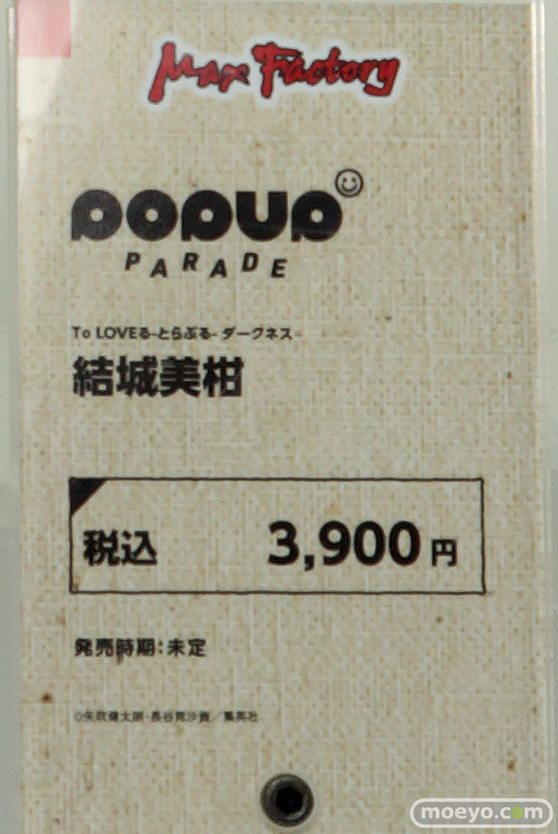 Max Factory
POPUP
PARADE
To LOVEる-とらぶる- ダークネス
結城美柑
税込 3,900円
発売時期:未定
©矢吹健太朗・長谷見沙貴/集英社
moeyo.com